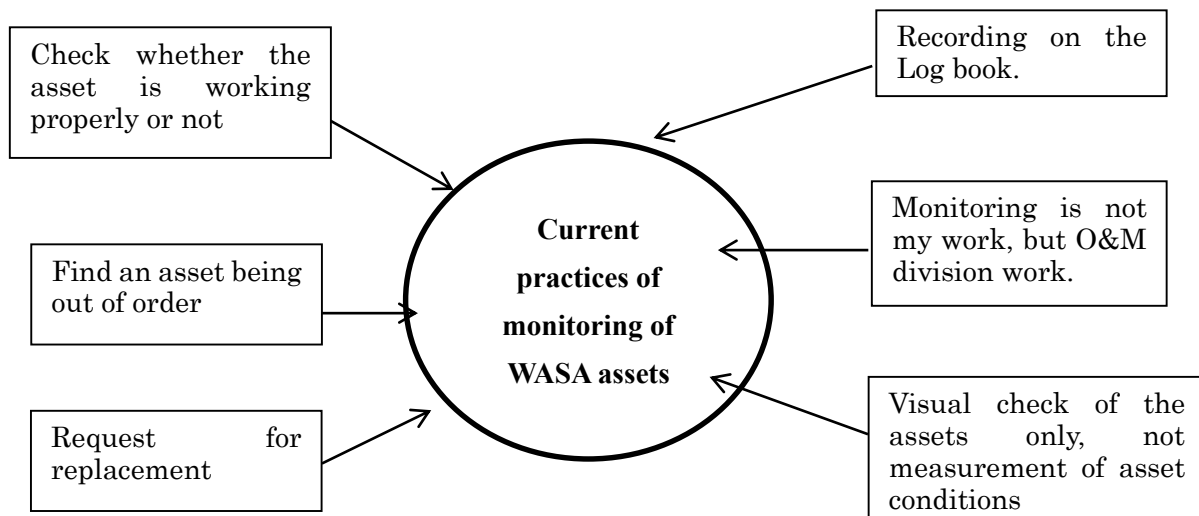 Check whether the
asset is working
properly or not
Find an asset being
out of order
Request for
replacement
Current
practices of
monitoring of
WASA assets
Recording on the
Log book.
Monitoring is not
my work, but O&M
division work.
Visual check of the
assets only, not
measurement of asset
conditions